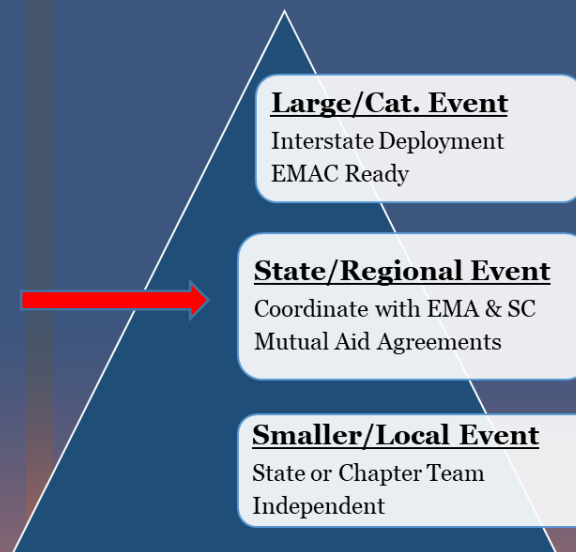 Large/Cat. Event
Interstate Deployment
EMAC Ready
State/Regional Event
Coordinate with EMA & SC
Mutual Aid Agreements
Smaller/Local Event
State or Chapter Team
Independent